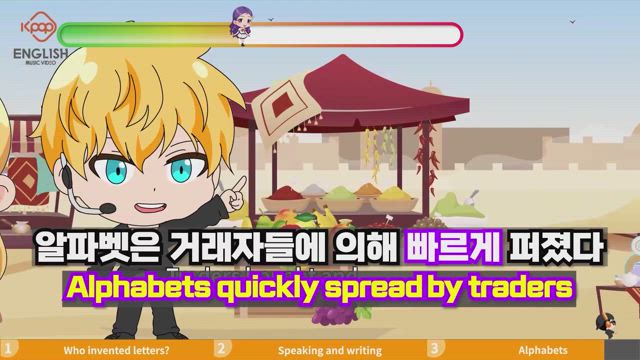 Kpop
ENGLISH
MUSIC VIDEO
알파벳은 거래자들에 의해 빠르게 퍼졌다
Alphabets quickly spread by traders
1 Who invented letters? 2 Speaking and writing 3 Alphabets